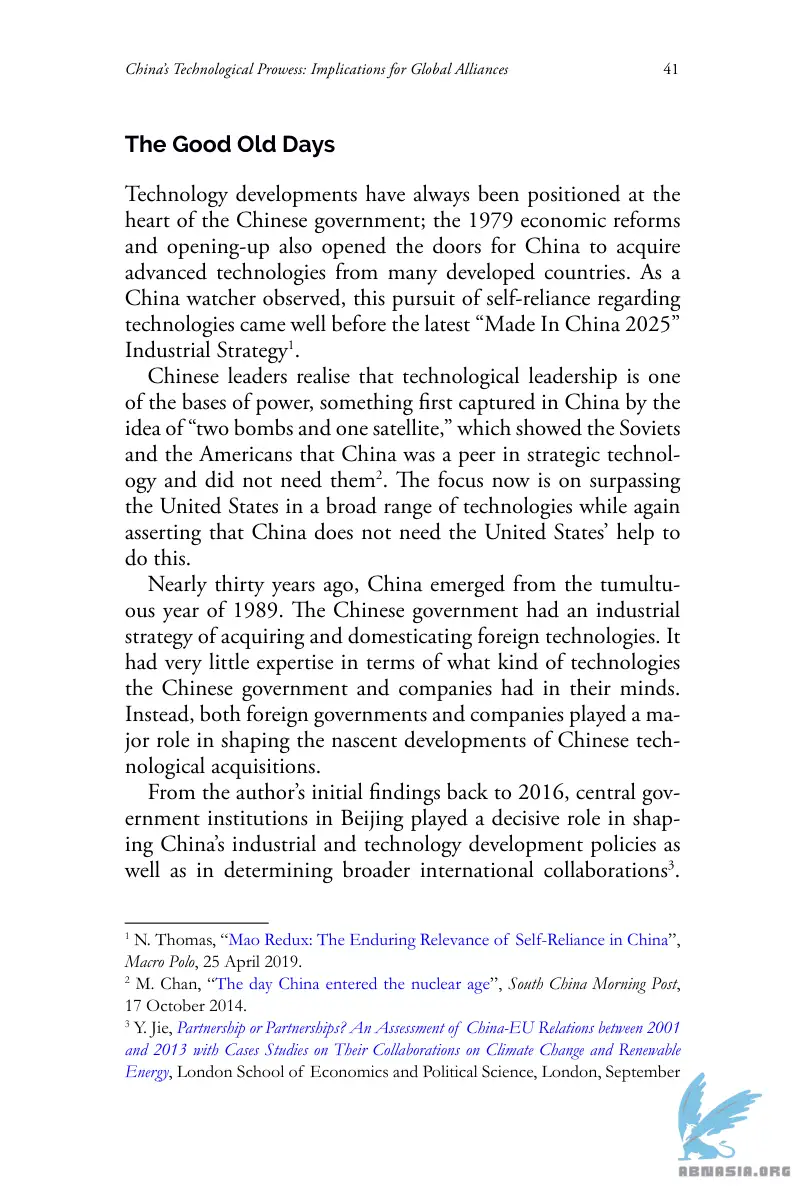 China's Technological Prowess: Implications for Global Alliances 41
The Good Old Days
Technology developments have always been positioned at the
heart of the Chinese government; the 1979 economic reforms
and opening-up also opened the doors for China to acquire
advanced technologies from many developed countries. As a
China watcher observed, this pursuit of self-reliance regarding
technologies came well before the latest “Made In China 2025”
Industrial Strategy¹.
Chinese leaders realise that technological leadership is one
of the bases of power, something first captured in China by the
idea of “two bombs and one satellite,” which showed the Soviets
and the Americans that China was a peer in strategic technol-
ogy and did not need them². The focus now is on surpassing
the United States in a broad range of technologies while again
asserting that China does not need the United States’ help to
do this.
Nearly thirty years ago, China emerged from the tumultu-
ous year of 1989. The Chinese government had an industrial
strategy of acquiring and domesticating foreign technologies. It
had very little expertise in terms of what kind of technologies
the Chinese government and companies had in their minds.
Instead, both foreign governments and companies played a ma-
jor role in shaping the nascent developments of Chinese tech-
nological acquisitions.
From the author’s initial findings back to 2016, central gov-
ernment institutions in Beijing played a decisive role in shap-
ing China’s industrial and technology development policies as
well as in determining broader international collaborations³.
¹ N. Thomas, “Mao Redux: The Enduring Relevance of Self-Reliance in China”,
Macro Polo, 25 April 2019.
² M. Chan, “The day China entered the nuclear age”, South China Morning Post,
17 October 2014.
³ Y. Jie, Partnership or Partnerships? An Assessment of China-EU Relations between 2001
and 2013 with Cases Studies on Their Collaborations on Climate Change and Renewable
Energy, London School of Economics and Political Science, London, September
ABMASIA.ORG